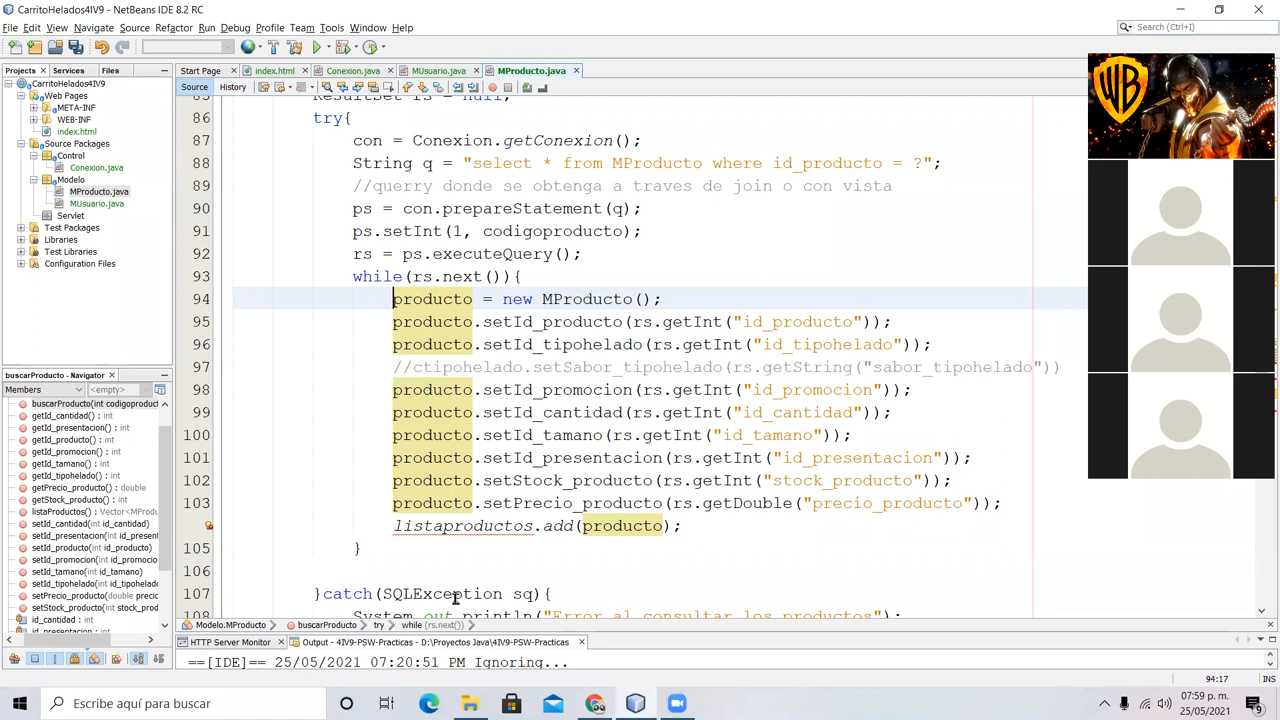 CarritoHelados4IV9 - NetBeans IDE 8.2 RC
File Edit View Navigate Source Refactor Run Debug Profile Team Tools Window Help
Search (Ctrl+I)
Projects Services Files
Start Page index.html Conexion.java MUsuario.java MProducto.java
Source History
CarritoHelados4IV9
Web Pages
META-INF
WEB-INF
index.html
Source Packages
Control
Conexion.java
Modelo
MProducto.java
MUsuario.java
Servlet
Test Packages
Libraries
Test Libraries
Configuration Files
buscarProducto - Navigator
Members <empty>
buscarProducto(int codigoproduct
getId_cantidad() : int
getId_presentacion() : int
getId_producto() : int
getId_promocion() : int
getId_tamano() : int
getId_tipohelado() : int
getPrecio_producto() : double
getStock_producto() : int
listaProductos() : Vector<MProduc
setId_cantidad(int id_cantidad)
setId_presentacion(int id_present
setId_producto(int id_producto)
setId_promocion(int id_promocio
setId_tamano(int id_tamano)
setId_tipohelado(int id_tipohelado
setPrecio_producto(double precio
setStock_producto(int stock_prod
id_cantidad : int
id_presentacion : int
85 ResultSet rs = null;
86 try{
87 con = Conexion.getConexion();
88 String q = "select * from MProducto where id_producto = ?";
89 //querry donde se obtenga a traves de join o con vista
90 ps = con.prepareStatement(q);
91 ps.setInt(1, codigoproducto);
92 rs = ps.executeQuery();
93 while(rs.next()){
94 producto = new MProducto();
95 producto.setId_producto(rs.getInt("id_producto"));
96 producto.setId_tipohelado(rs.getInt("id_tipohelado"));
97 //ctipohelado.setSabor_tipohelao(rs.getString("sabor_tipohelado"))
98 producto.setId_promocion(rs.getInt("id_promocion"));
99 producto.setId_cantidad(rs.getInt("id_cantidad"));
100 producto.setId_tamano(rs.getInt("id_tamano"));
101 producto.setId_presentacion(rs.getInt("id_presentacion"));
102 producto.setStock_producto(rs.getInt("stock_producto"));
103 producto.setPrecio_producto(rs.getDouble("precio_producto"));
listaproductos.add(producto);
105 }
106
107 }catch(SQLException sq){
108 System.out.println("Error al consultar los productos");
Modelo.MProducto buscarProducto try while (rs.next())
HTTP Server Monitor Output - 4IV9-PSW-Practicas - D:\Proyectos Java\4IV9-PSW-Practicas
==[IDE]== 25/05/2021 07:20:51 PM Ignoring...
94:17 INS
WB
Escribe aquí para buscar
07:59 p. m.
25/05/2021
9